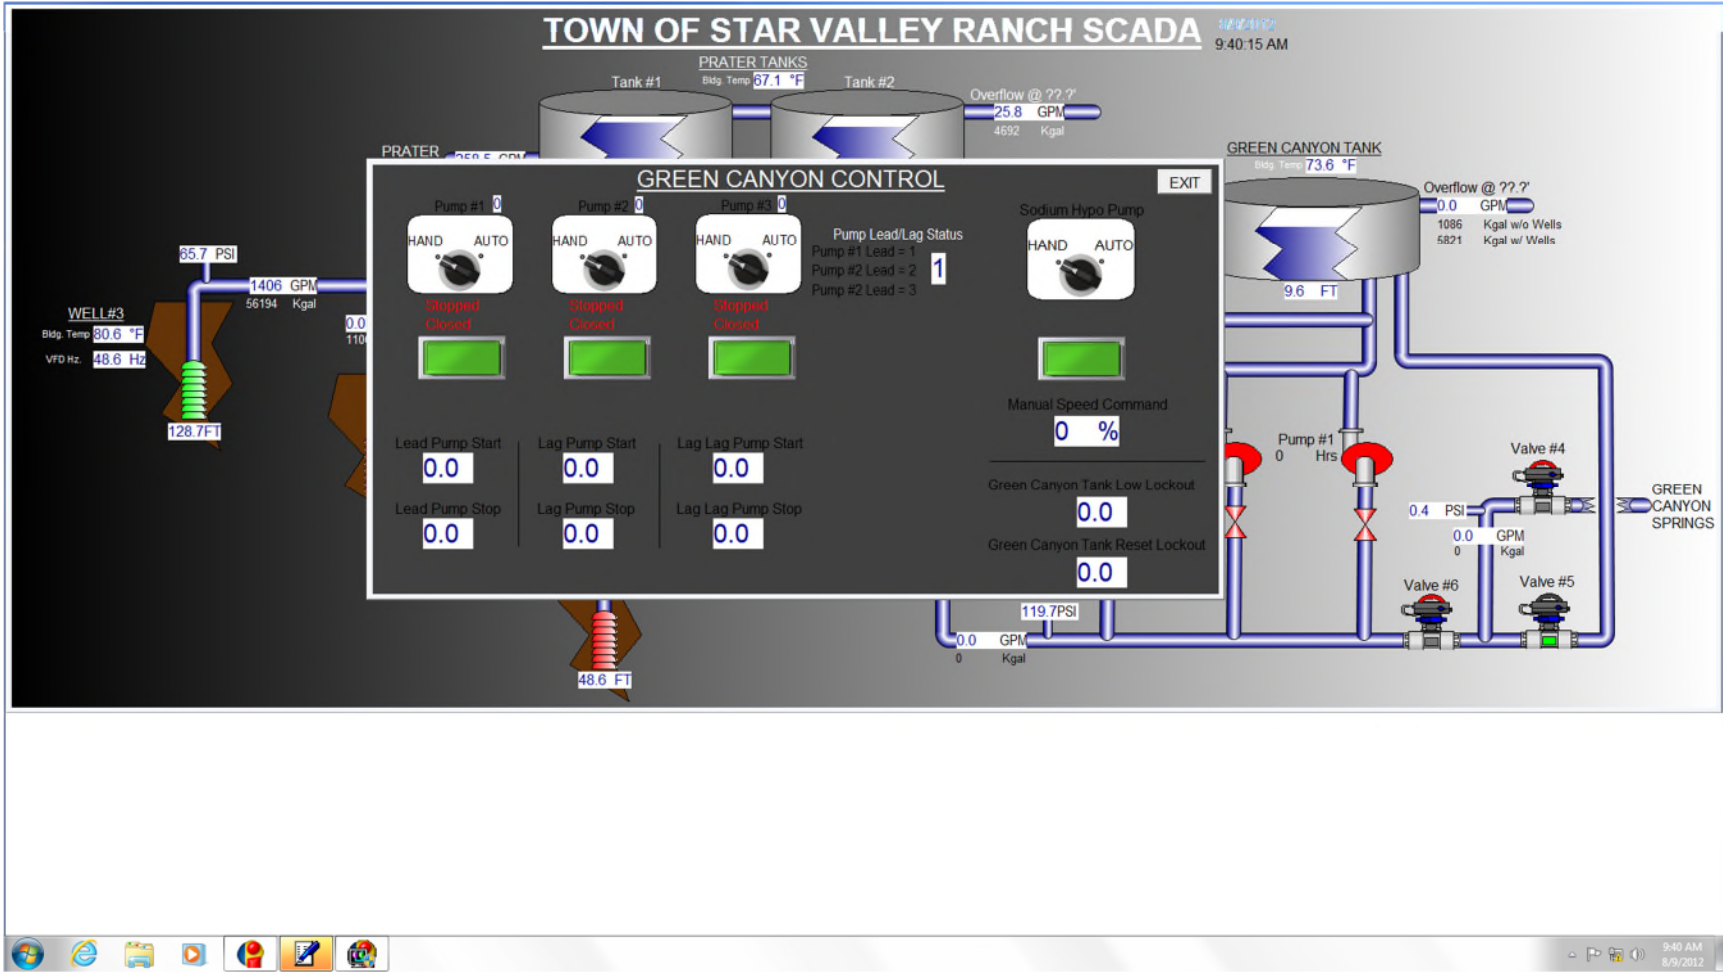 TOWN OF STAR VALLEY RANCH SCADA
9:40:15 AM
PRATER TANKS
Bldg. Temp 67.1 °F
Tank #1
Tank #2
Overflow @ ??.?'
25.8 GPM
4692 Kgal
PRATER
258.5 GPM
GREEN CANYON TANK
Bldg. Temp 73.6 °F
Overflow @ ??.?'
0.0 GPM
1086 Kgal w/o Wells
5821 Kgal w/ Wells
9.6 FT
65.7 PSI
1406 GPM
56194 Kgal
WELL#3
Bldg. Temp 80.6 °F
VFD Hz. 48.6 Hz
128.7FT
0.0
GREEN CANYON CONTROL
EXIT
Pump #1 0
Pump #2 0
Pump #3 0
HAND AUTO
HAND AUTO
HAND AUTO
Stopped
Closed
Stopped
Closed
Stopped
Closed
Pump Lead/Lag Status
Pump #1 Lead = 1
Pump #2 Lead = 2
Pump #2 Lead = 3
1
Sodium Hypo Pump
HAND AUTO
Manual Speed Command
0 %
Lead Pump Start
0.0
Lag Pump Start
0.0
Lag Lag Pump Start
0.0
Lead Pump Stop
0.0
Lag Pump Stop
0.0
Lag Lag Pump Stop
0.0
Green Canyon Tank Low Lockout
0.0
Green Canyon Tank Reset Lockout
0.0
Pump #1
0 Hrs
Valve #4
GREEN
CANYON
SPRINGS
0.4 PSI
0.0 GPM
0 Kgal
Valve #6
Valve #5
119.7PSI
0.0 GPM
0 Kgal
48.6 FT
9:40 AM
8/9/2012